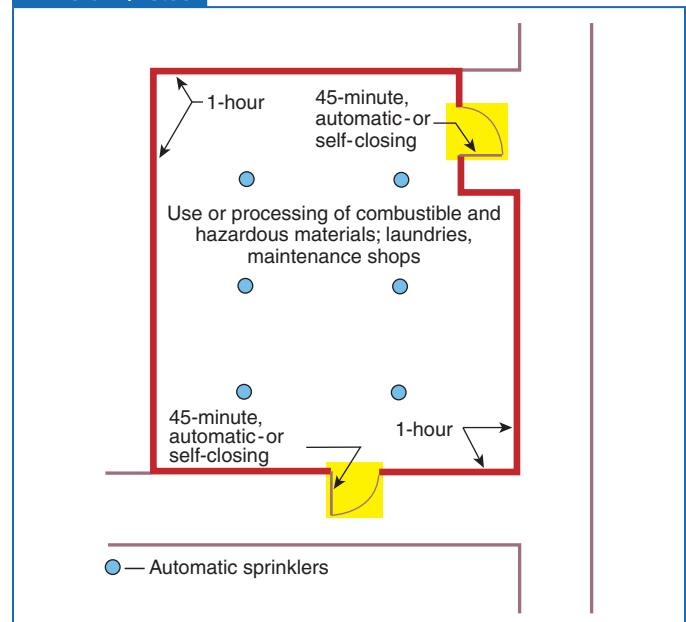 1-hour
45-minute,
automatic-or
self-closing
Use or processing of combustible and
hazardous materials; laundries,
maintenance shops
45-minute,
automatic-or
self-closing
1-hour
— Automatic sprinklers